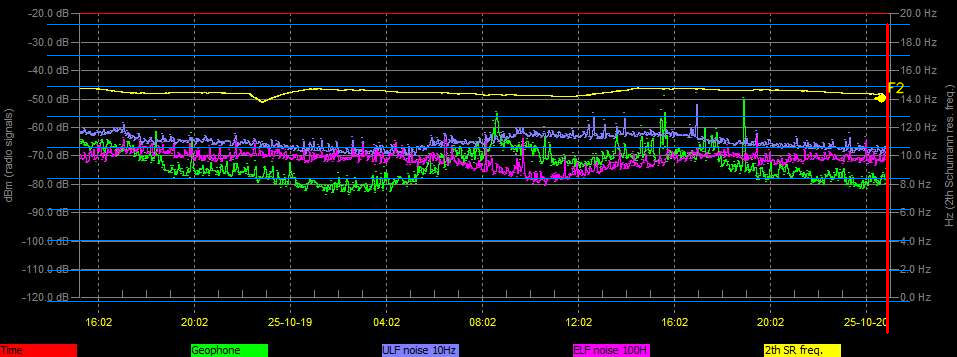 -20.0 dB 20.0 Hz
-30.0 dB 18.0 Hz
-40.0 dB 16.0 Hz
F2
-50.0 dB 14.0 Hz
-60.0 dB 12.0 Hz
-70.0 dB 10.0 Hz
-80.0 dB 8.0 Hz
-90.0 dB 6.0 Hz
-100.0 dB 4.0 Hz
-110.0 dB 2.0 Hz
-120.0 dB 0.0 Hz
dBm (radio signals)
Hz (2th Schumann res. freq.)
16:02 20:02 25-10-19 04:02 08:02 12:02 16:02 20:02 25-10-20
Time Geophone ULF noise 10Hz ELF noise 100H 2th SR freq.